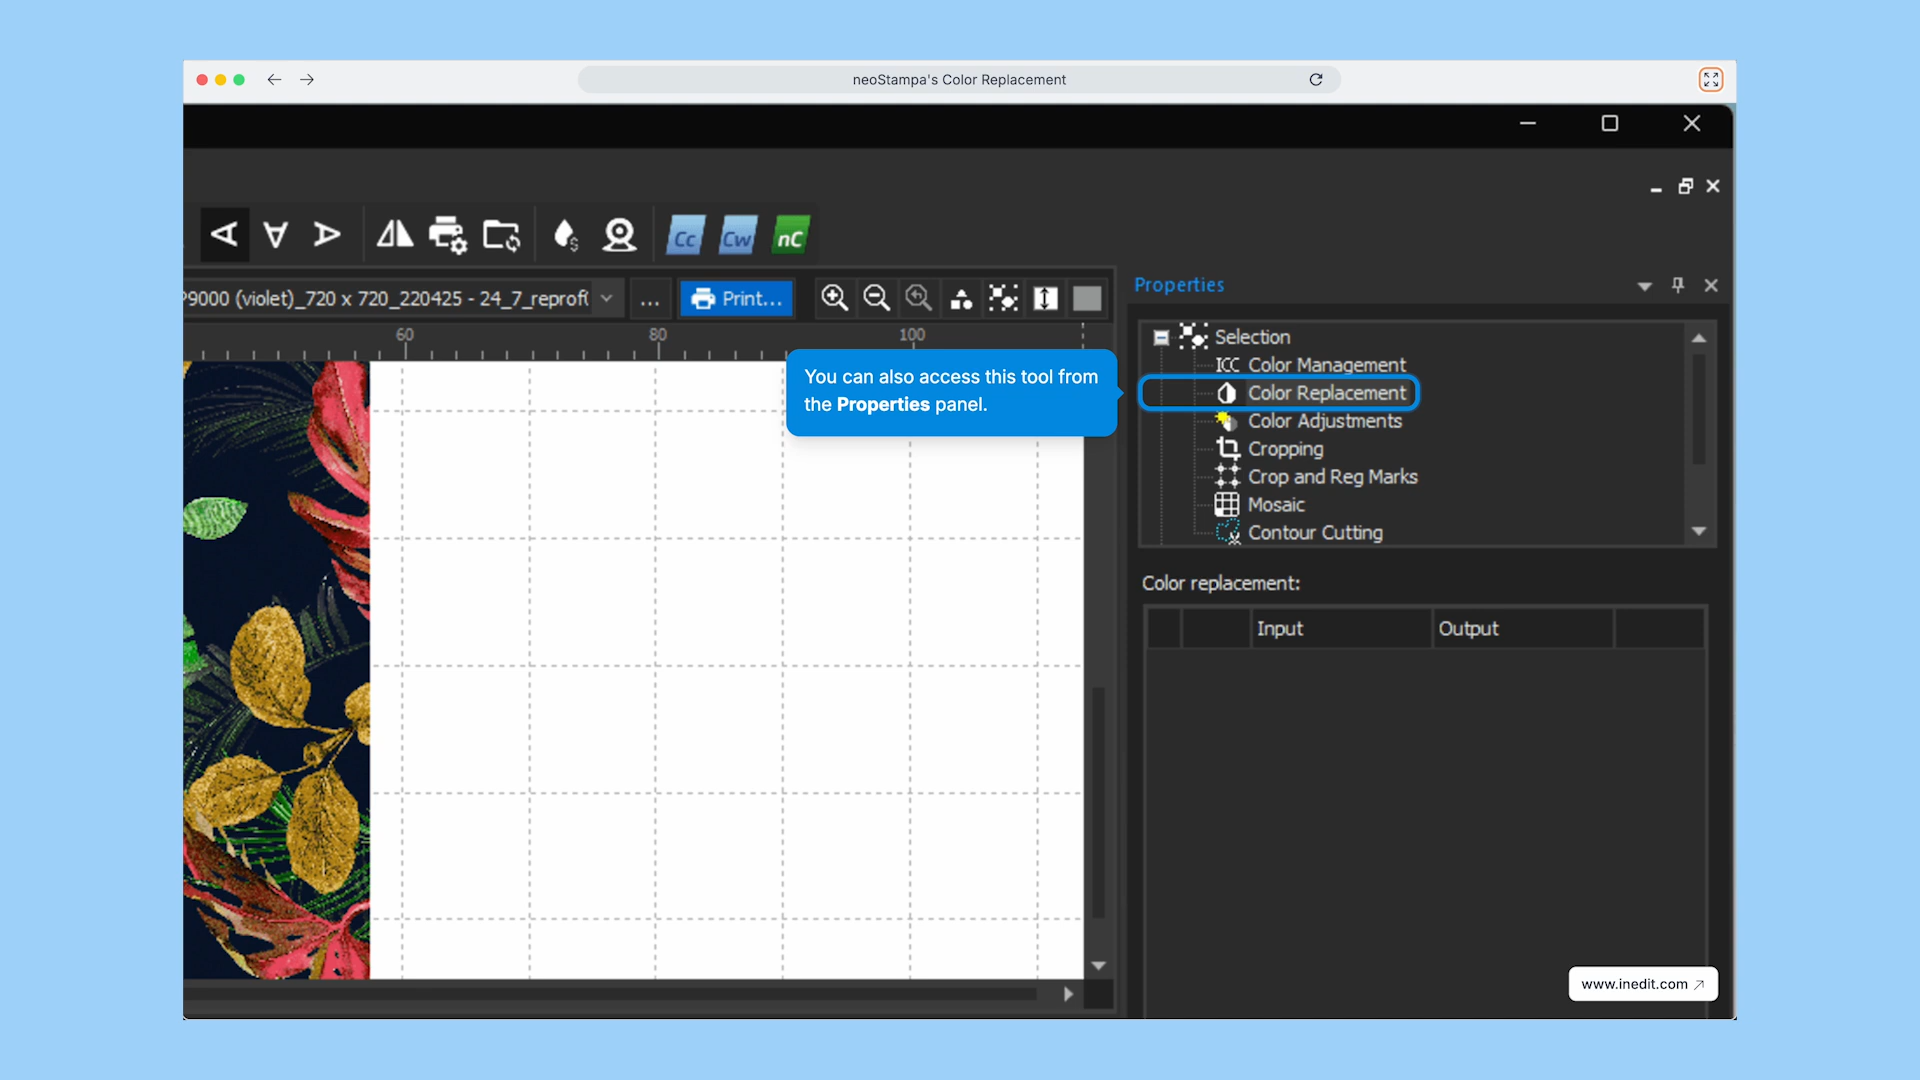 neoStampa's Color Replacement
Cc
Cw
nC
P9000 (violet)_720 x 720_220425 - 24_7_reprofl
...
Print...
60
80
100
You can also access this tool from
the Properties panel.
Properties
Selection
ICC Color Management
Color Replacement
Color Adjustments
Cropping
Crop and Reg Marks
Mosaic
Contour Cutting
Color replacement:
Input
Output
www.inedit.com